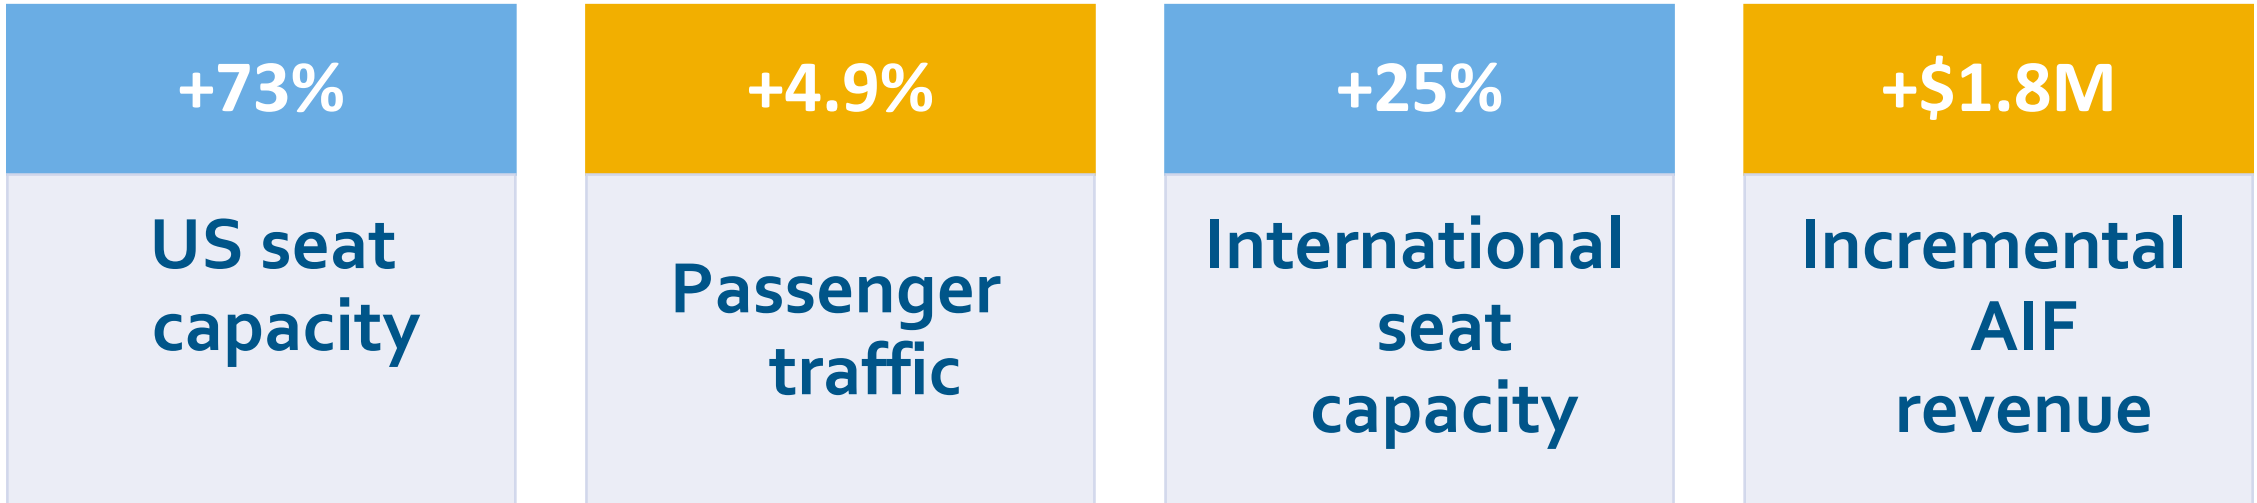 +73%
US seat
capacity
+4.9%
Passenger
traffic
+25%
International
seat
capacity
+$1.8M
Incremental
AIF
revenue